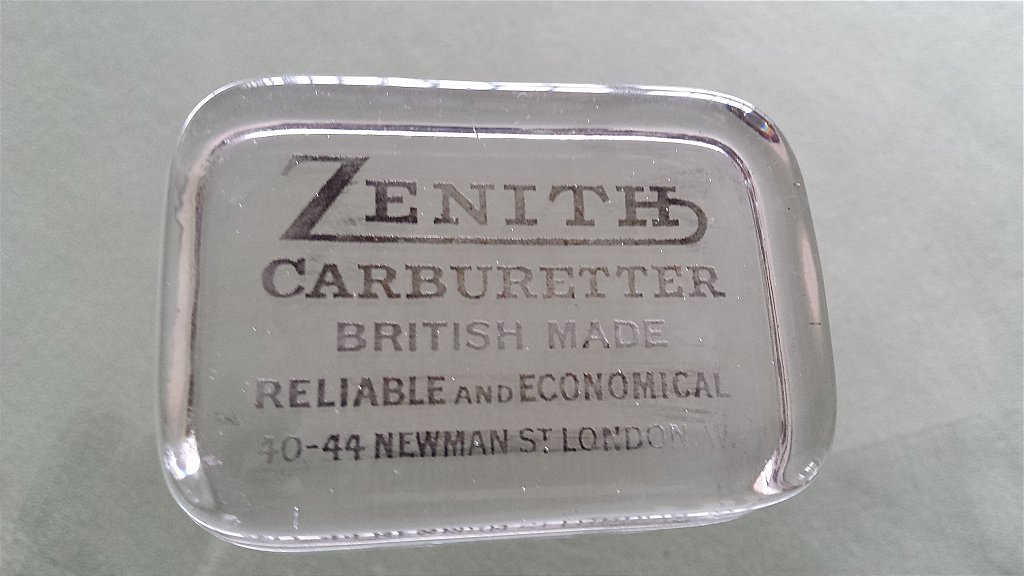 ZENITH
CARBURETTER
BRITISH MADE
RELIABLE AND ECONOMICAL
40-44 NEWMAN ST LONDON W.